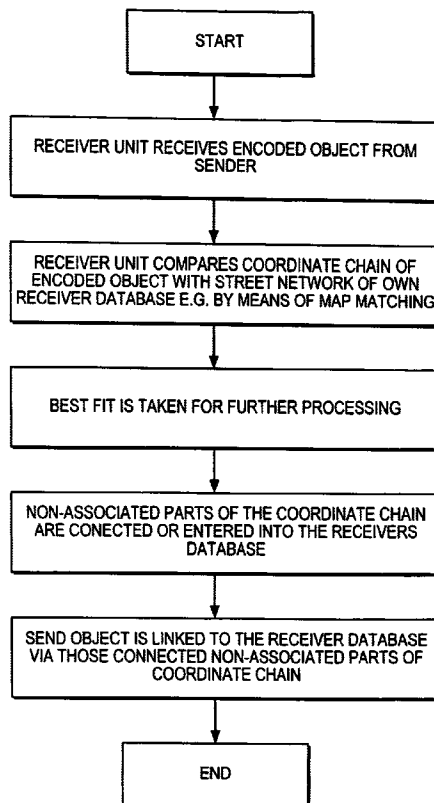 START
RECEIVER UNIT RECEIVES ENCODED OBJECT FROM
SENDER
RECEIVER UNIT COMPARES COORDINATE CHAIN OF
ENCODED OBJECT WITH STREET NETWORK OF OWN
RECEIVER DATABASE E.G. BY MEANS OF MAP MATCHING
BEST FIT IS TAKEN FOR FURTHER PROCESSING
NON-ASSOCIATED PARTS OF THE COORDINATE CHAIN
ARE CONECTED OR ENTERED INTO THE RECEIVERS
DATABASE
SEND OBJECT IS LINKED TO THE RECEIVER DATABASE
VIA THOSE CONNECTED NON-ASSOCIATED PARTS OF
COORDINATE CHAIN
END